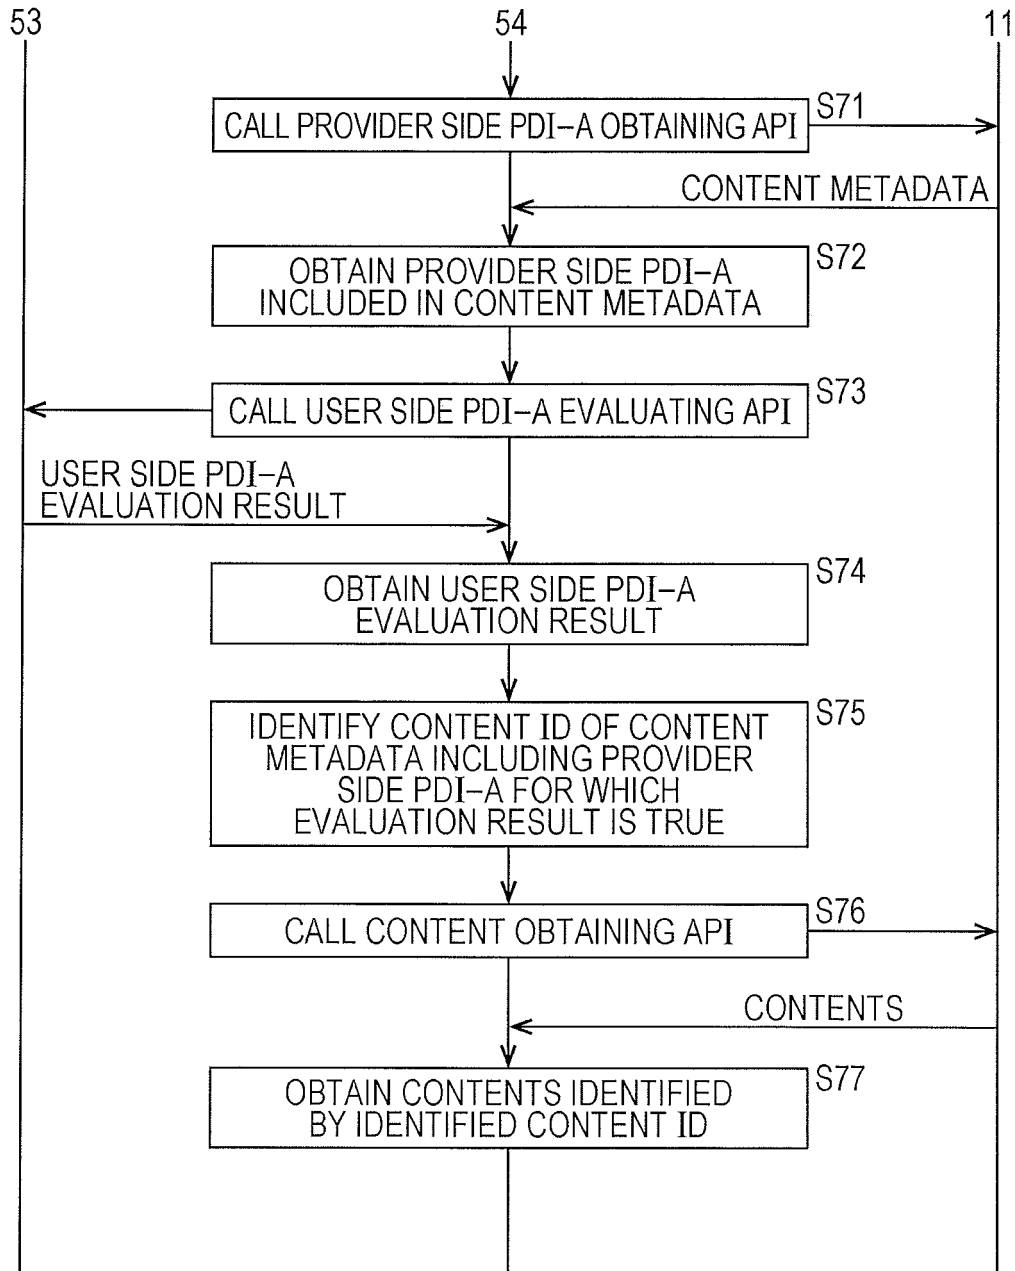 53
54
11
S71
CALL PROVIDER SIDE PDI–A OBTAINING API
CONTENT METADATA
S72
OBTAIN PROVIDER SIDE PDI–A
INCLUDED IN CONTENT METADATA
S73
CALL USER SIDE PDI–A EVALUATING API
USER SIDE PDI–A
EVALUATION RESULT
S74
OBTAIN USER SIDE PDI–A
EVALUATION RESULT
S75
IDENTIFY CONTENT ID OF CONTENT
METADATA INCLUDING PROVIDER
SIDE PDI–A FOR WHICH
EVALUATION RESULT IS TRUE
S76
CALL CONTENT OBTAINING API
CONTENTS
S77
OBTAIN CONTENTS IDENTIFIED
BY IDENTIFIED CONTENT ID